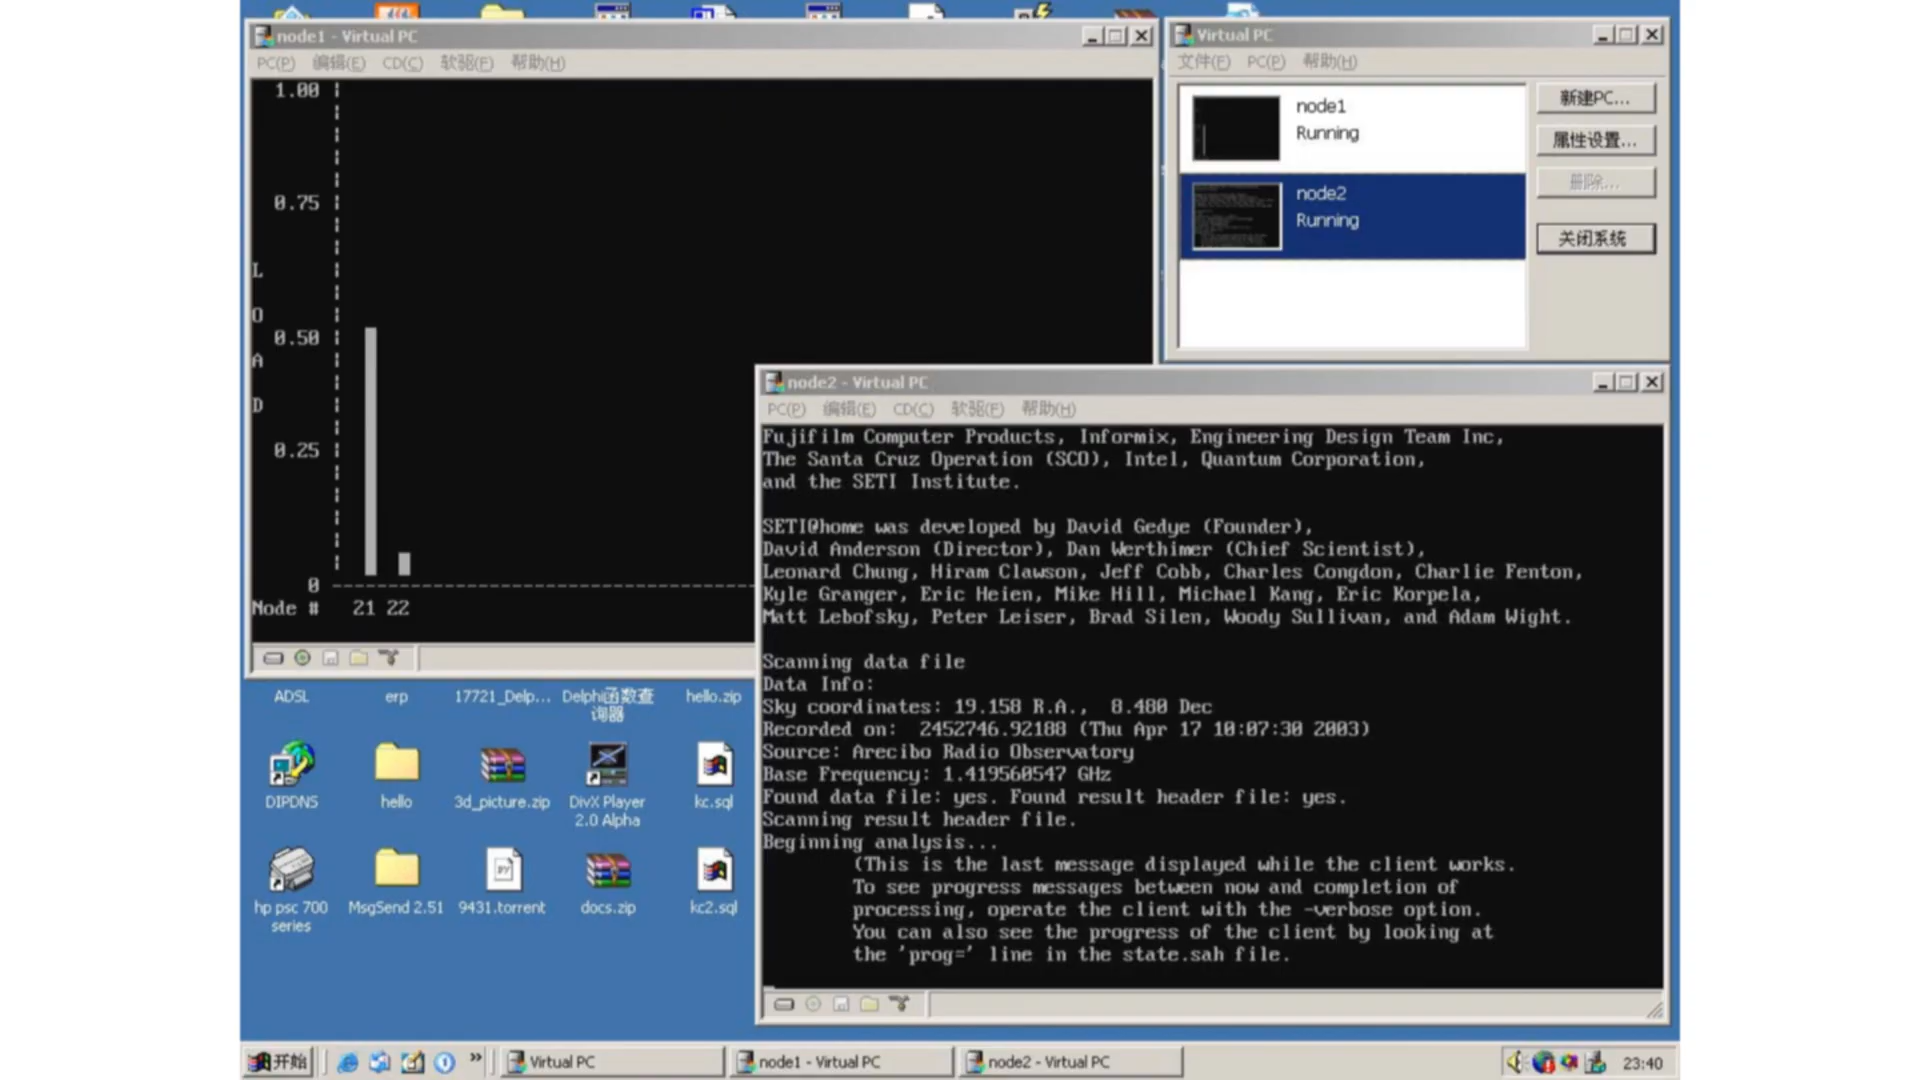 node1 - Virtual PC
PC(P) 编辑(E) CD(C) 软驱(F) 帮助(H)
1.00
0.75
L
O
0.50
A
D
0.25
0
Node # 21 22
Virtual PC
文件(F) PC(P) 帮助(H)
node1
Running
node2
Running
新建PC...
属性设置...
删除...
关闭系统
node2 - Virtual PC
PC(P) 编辑(E) CD(C) 软驱(F) 帮助(H)
Fujifilm Computer Products, Informix, Engineering Design Team Inc,
The Santa Cruz Operation (SCO), Intel, Quantum Corporation,
and the SETI Institute.
SETI@home was developed by David Gedye (Founder),
David Anderson (Director), Dan Werthimer (Chief Scientist),
Leonard Chung, Hiram Clawson, Jeff Cobb, Charles Congdon, Charlie Fenton,
Kyle Granger, Eric Heien, Mike Hill, Michael Kang, Eric Korpela,
Matt Lebofsky, Peter Leiser, Brad Silen, Woody Sullivan, and Adam Wight.
Scanning data file
Data Info:
Sky coordinates: 19.158 R.A., 8.480 Dec
Recorded on: 2452746.92188 (Thu Apr 17 10:07:30 2003)
Source: Arecibo Radio Observatory
Base Frequency: 1.419560547 GHz
Found data file: yes. Found result header file: yes.
Scanning result header file.
Beginning analysis...
(This is the last message displayed while the client works.
To see progress messages between now and completion of
processing, operate the client with the -verbose option.
You can also see the progress of the client by looking at
the 'prog=' line in the state.sah file.
ADSL erp 17721_Delp... Delphi函数查 hello.zip
询器
DIPDNS hello 3d_picture.zip DivX Player kc.sql
2.0 Alpha
hp psc 700 MsgSend 2.51 9431.torrent docs.zip kc2.sql
series
开始 » Virtual PC node1 - Virtual PC node2 - Virtual PC 23:40